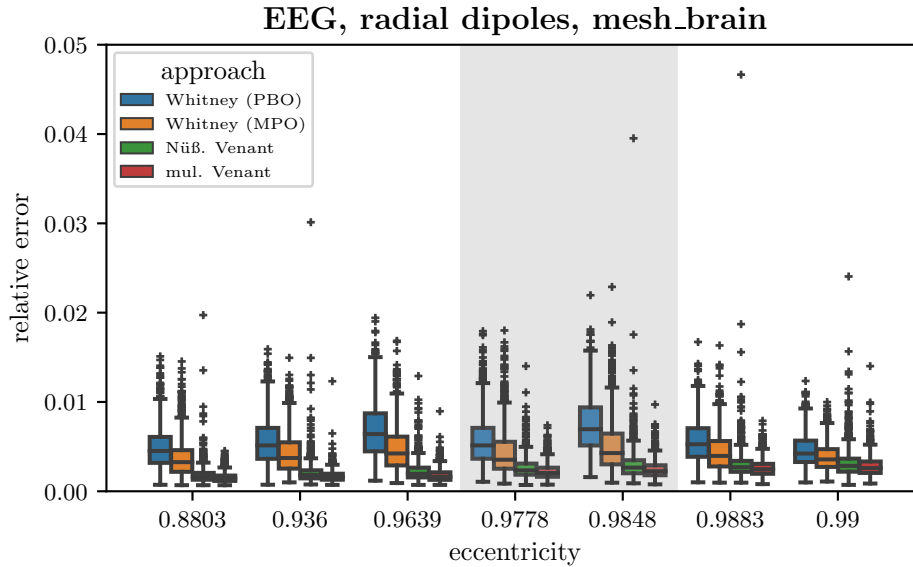 EEG, radial dipoles, mesh_brain
0.05
0.04
0.03
0.02
0.01
0.00
relative error
approach
Whitney (PBO)
Whitney (MPO)
Nüß. Venant
mul. Venant
0.8803 0.936 0.9639 0.9778 0.9848 0.9883 0.99
eccentricity